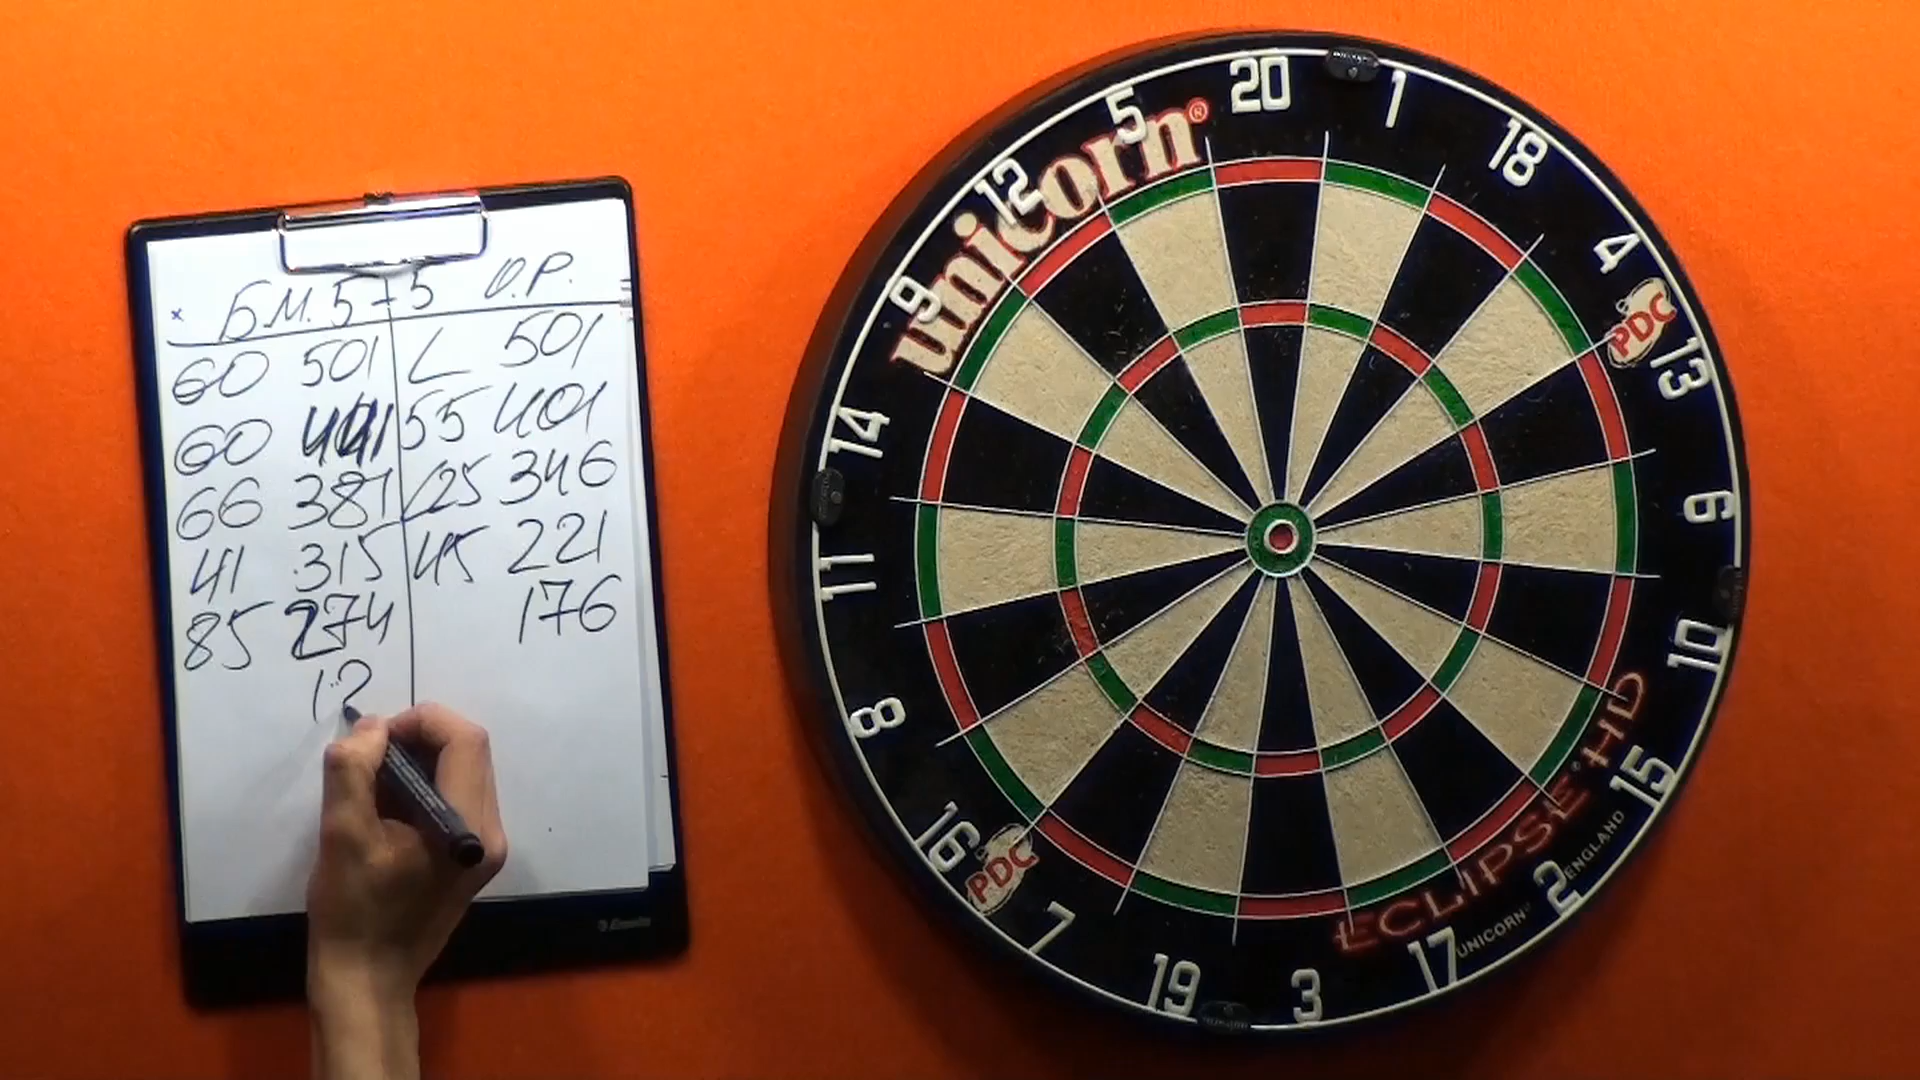 Б.М. 5-5 О.Р.
60 501 L 501
60 441 55 401
66 381 125 346
41 315 45 221
85 274 176
20
1
18
4
13
6
10
15
2
17
3
19
7
16
8
11
14
9
12
5
unicorn®
PDC
PDC
ECLIPSE HD
UNICORN® ENGLAND